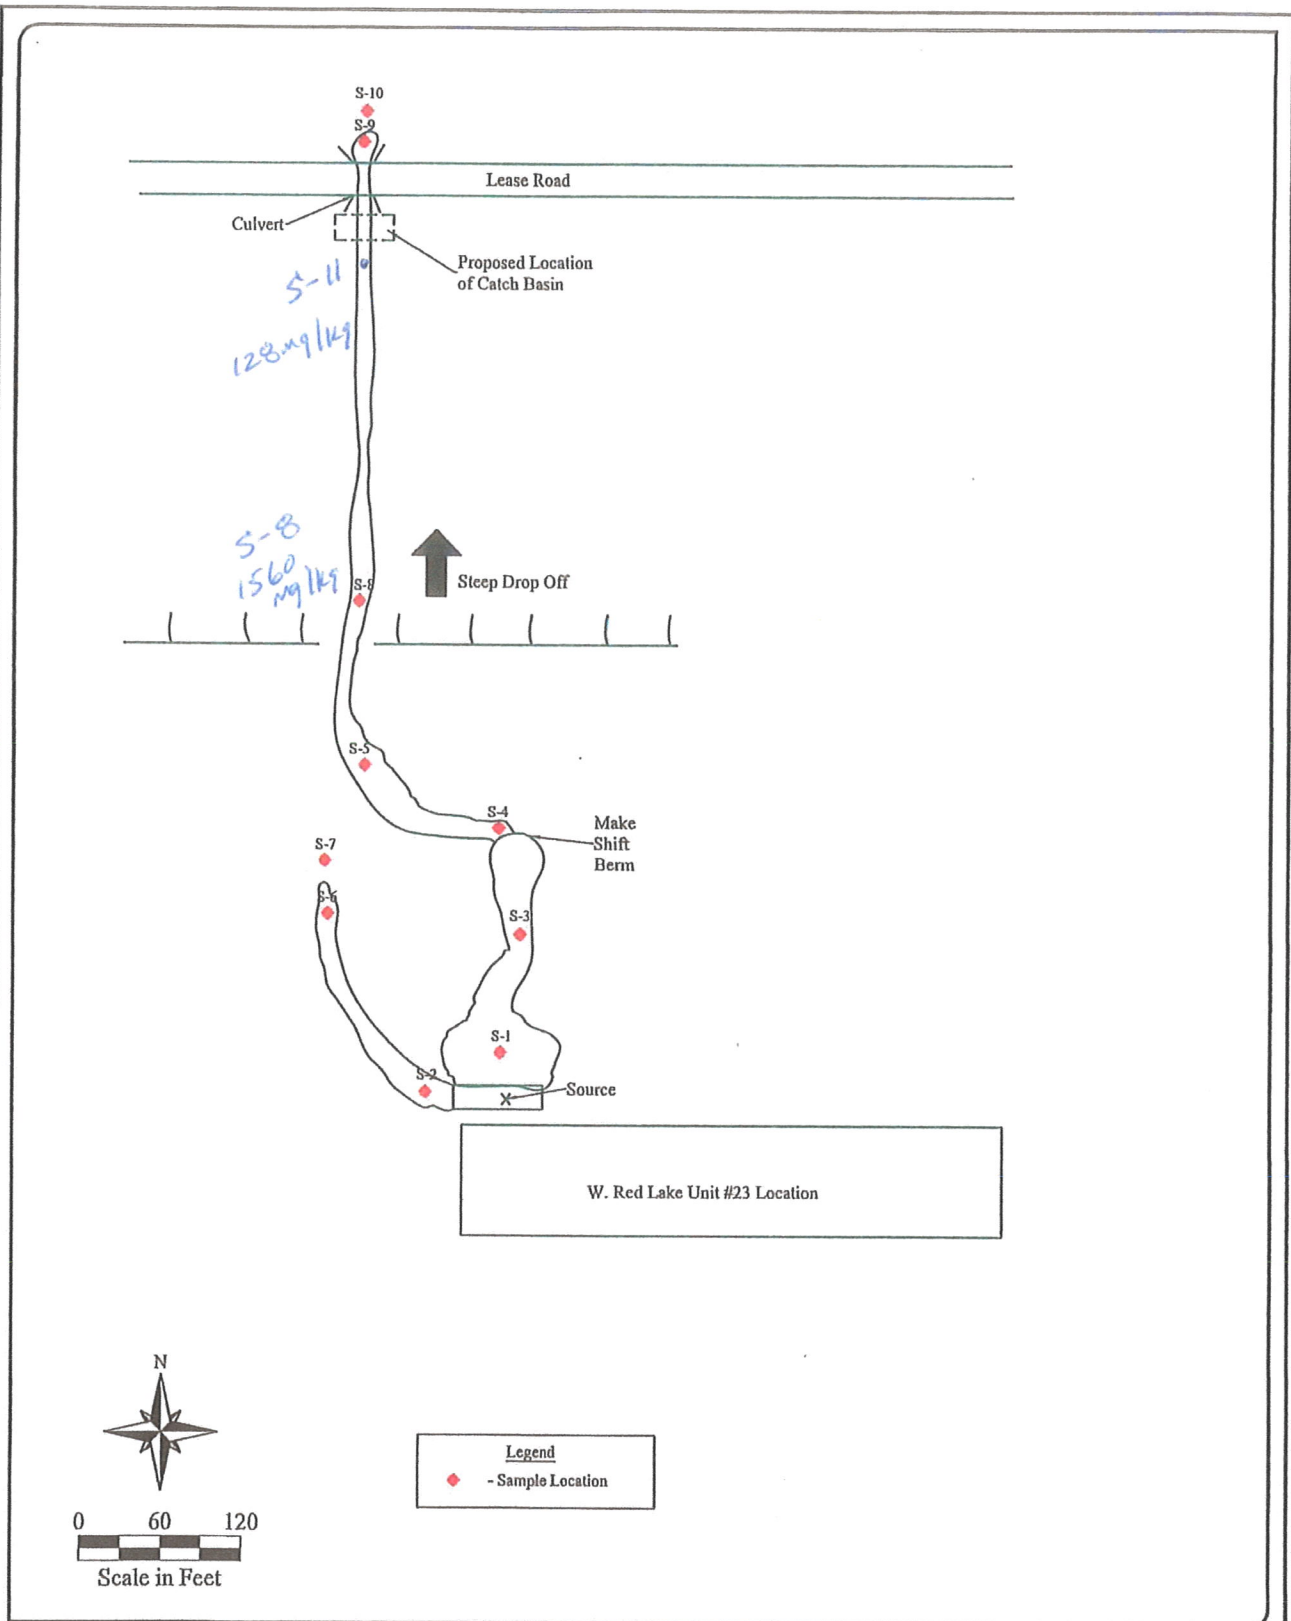 S-10
S-9
Lease Road
Culvert
Proposed Location
of Catch Basin
S-11
128 mg/kg
S-8
1560
mg/kg
S-8
Steep Drop Off
S-5
S-4
Make
Shift
Berm
S-7
S-6
S-3
S-1
S-2
X
Source
W. Red Lake Unit #23 Location
N
Legend
- Sample Location
0 60 120
Scale in Feet